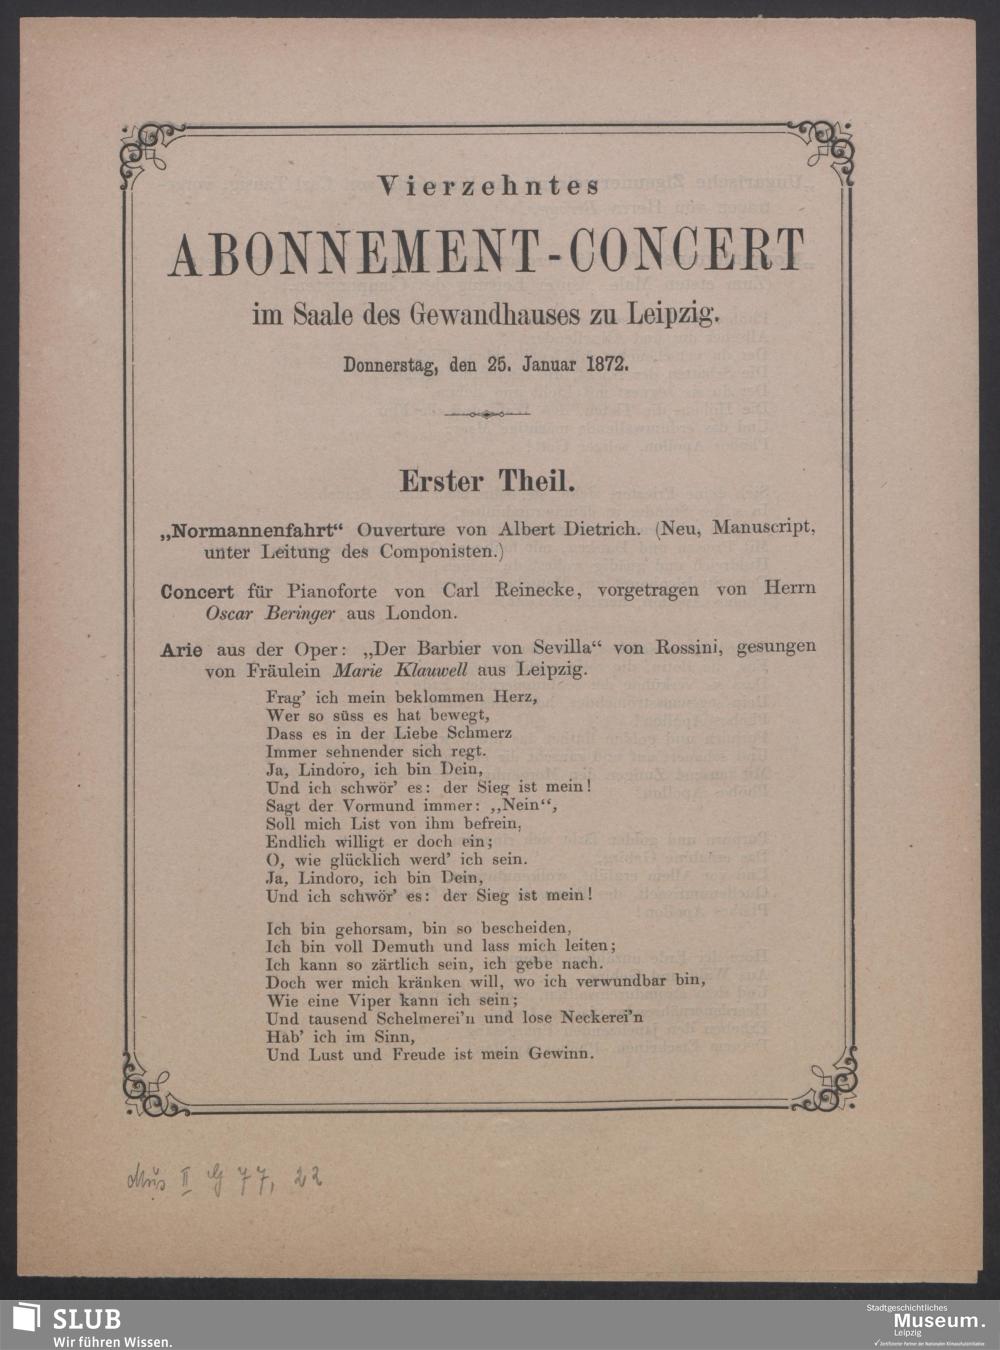 Vierzehntes
ABONNEMENT-CONCERT
im Saale des Gewandhauses zu Leipzig.
Donnerstag, den 25. Januar 1872.
Erster Theil.
„Normannenfahrt“ Ouverture von Albert Dietrich. (Neu, Manuscript,
unter Leitung des Componisten.)
Concert für Pianoforte von Carl Reinecke, vorgetragen von Herrn
Oscar Beringer aus London.
Arie aus der Oper: „Der Barbier von Sevilla“ von Rossini, gesungen
von Fräulein Marie Klauwell aus Leipzig.
Frag' ich mein beklommen Herz,
Wer so süss es hat bewegt,
Dass es in der Liebe Schmerz
Immer sehnender sich regt.
Ja, Lindoro, ich bin Dein,
Und ich schwör' es: der Sieg ist mein!
Sagt der Vormund immer: „Nein“,
Soll mich List von ihm befrein,
Endlich willigt er doch ein;
O, wie glücklich werd' ich sein.
Ja, Lindoro, ich bin Dein,
Und ich schwör' es: der Sieg ist mein!
Ich bin gehorsam, bin so bescheiden,
Ich bin voll Demuth und lass mich leiten;
Ich kann so zärtlich sein, ich gebe nach.
Doch wer mich kränken will, wo ich verwundbar bin,
Wie eine Viper kann ich sein;
Und tausend Schelmerei'n und lose Neckerei'n
Hab' ich im Sinn,
Und Lust und Freude ist mein Gewinn.
Mus II G 77, 22
SLUB
Wir führen Wissen.
Stadtgeschichtliches
Museum.
Leipzig
Zertifizierter Partner der Nationalen Klimaschutzinitiative